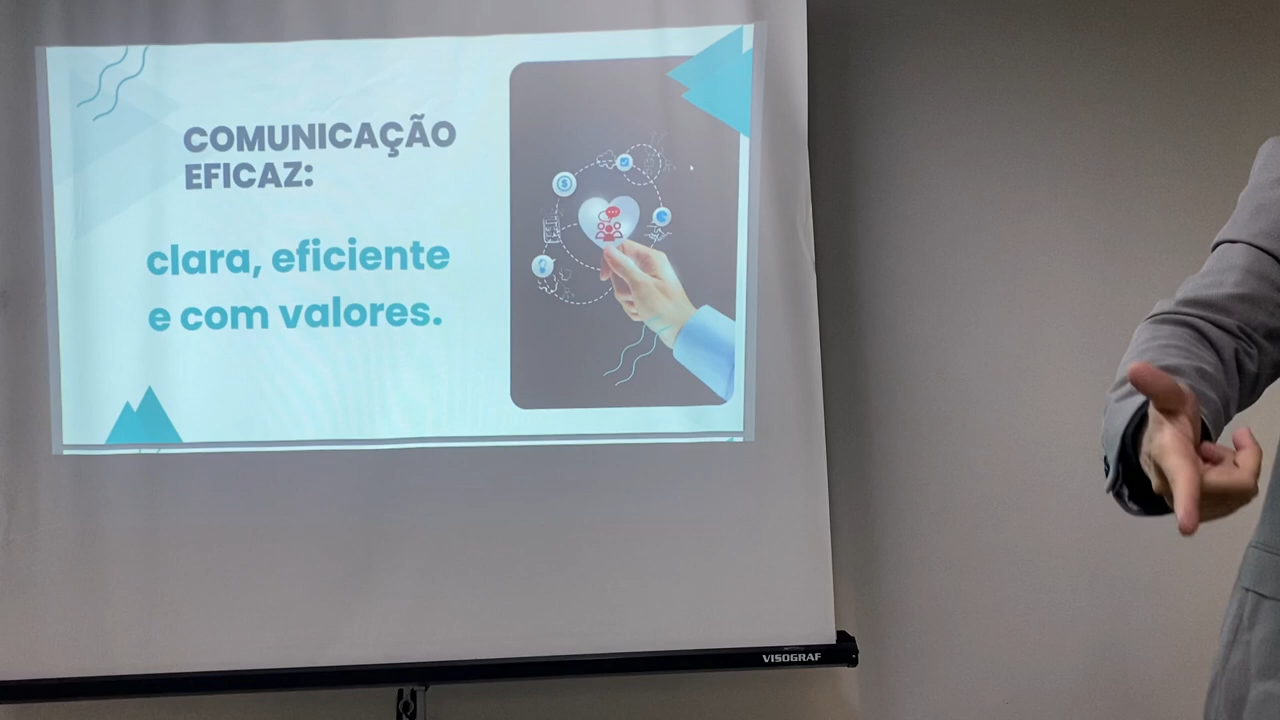 COMUNICAÇÃO
EFICAZ:
clara, eficiente
e com valores.
$
VISOGRAF